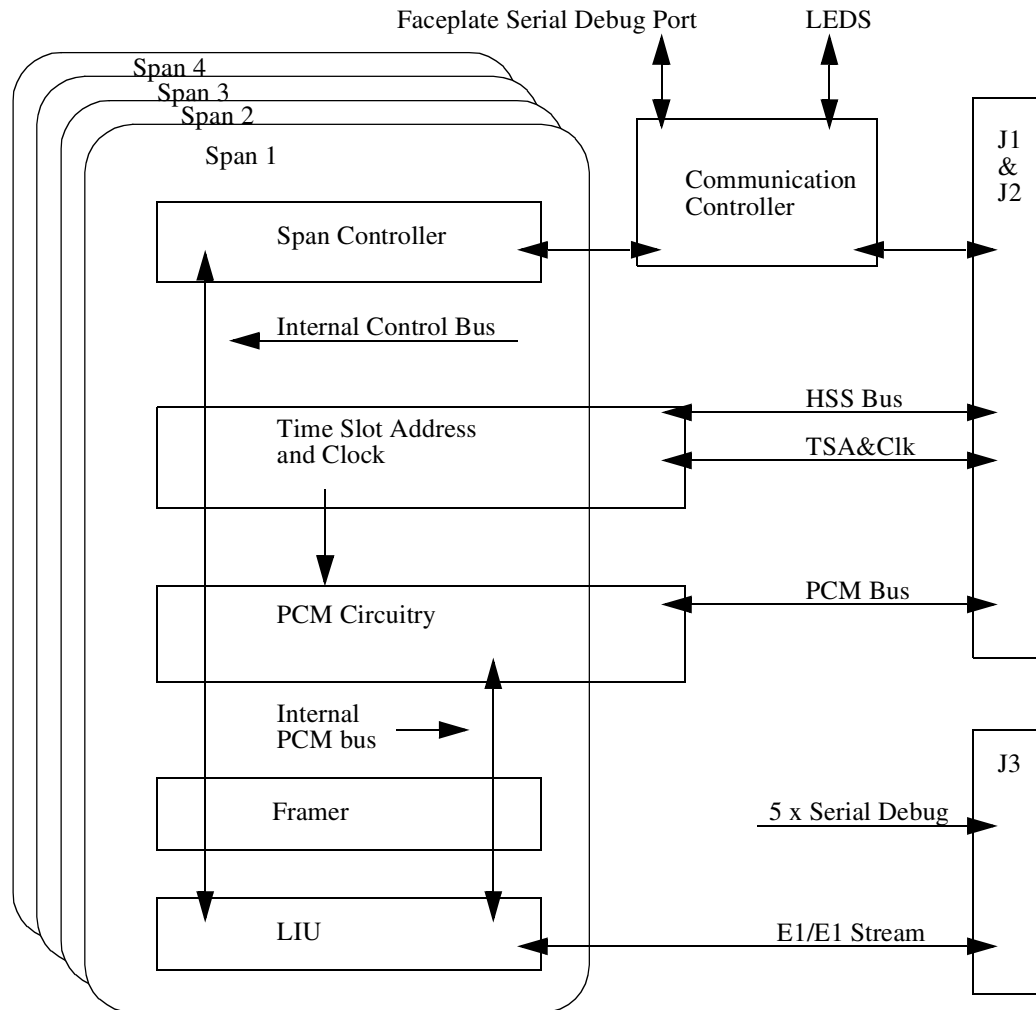 Faceplate Serial Debug Port
LEDS
Span 4
Span 3
Span 2
Span 1
J1
&
J2
Communication
Controller
Span Controller
Internal Control Bus
HSS Bus
Time Slot Address
and Clock
TSA&Clk
PCM Bus
PCM Circuitry
Internal
PCM bus
J3
Framer
5 x Serial Debug
LIU
E1/E1 Stream